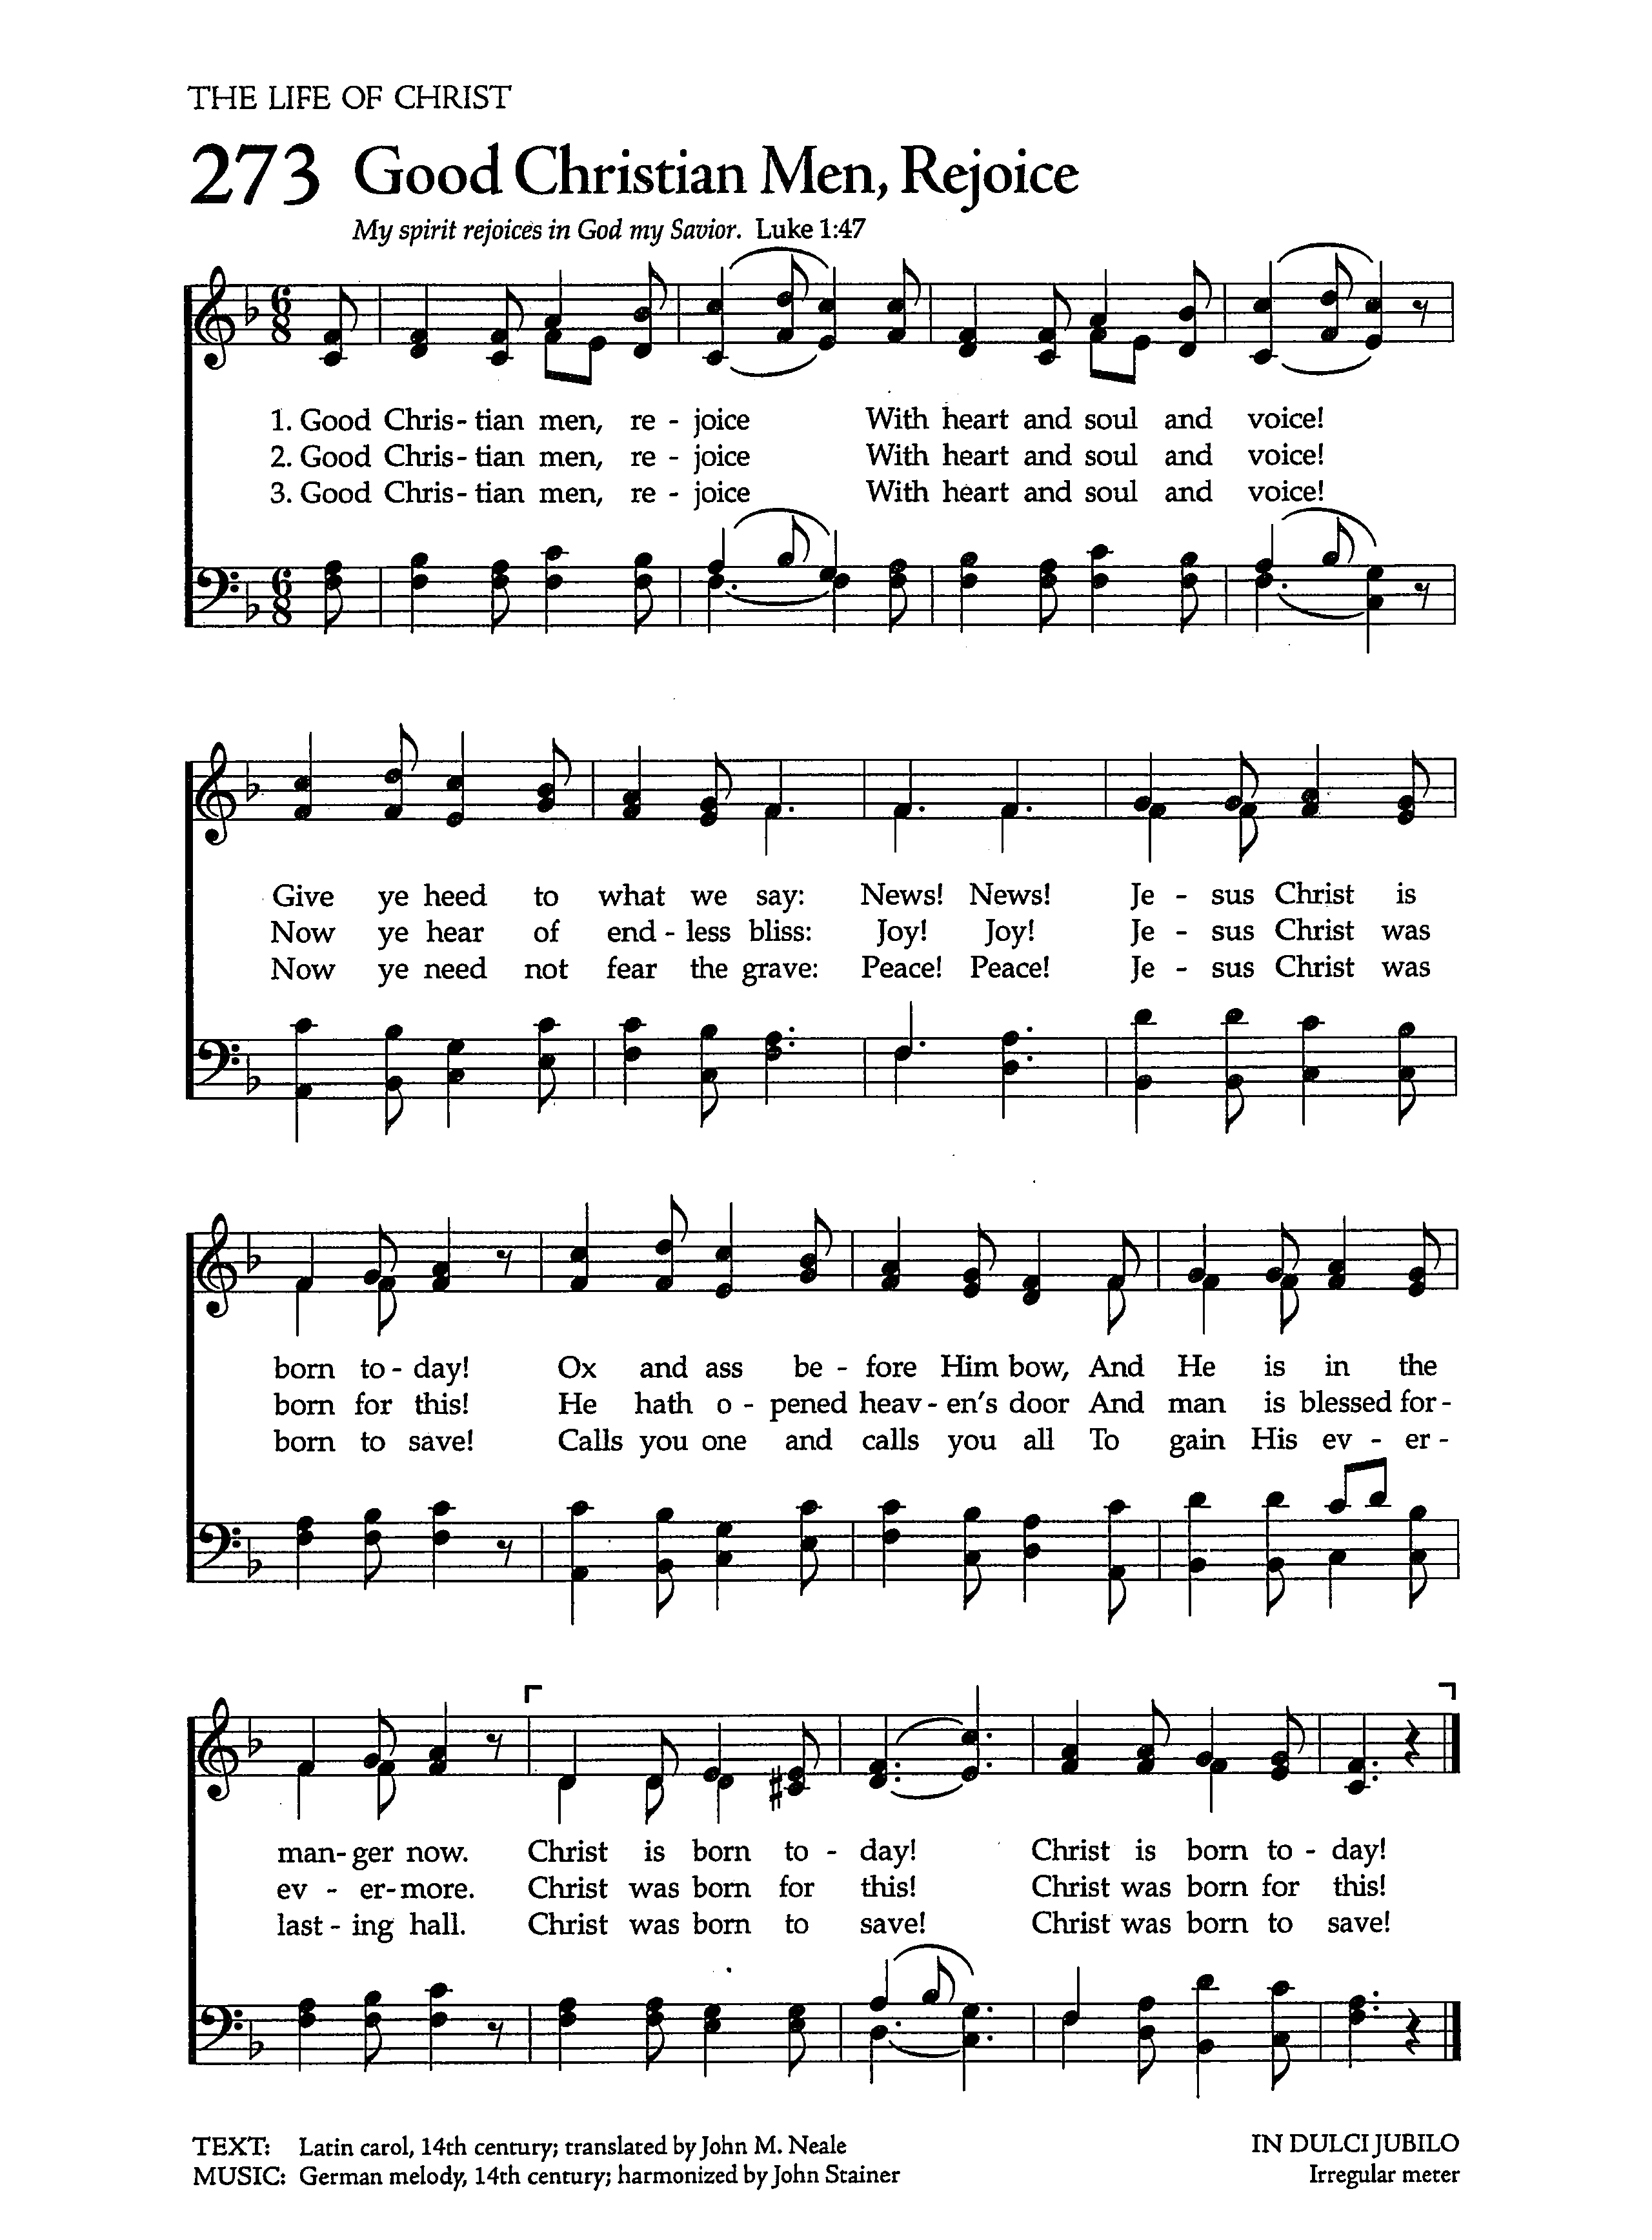 THE LIFE OF CHRIST
273 Good Christian Men, Rejoice
My spirit rejoices in God my Savior. Luke 1:47
1. Good Chris - tian men, re - joice With heart and soul and voice!
2. Good Chris - tian men, re - joice With heart and soul and voice!
3. Good Chris - tian men, re - joice With heart and soul and voice!
Give ye heed to what we say: News! News! Je - sus Christ is
Now ye hear of end - less bliss: Joy! Joy! Je - sus Christ was
Now ye need not fear the grave: Peace! Peace! Je - sus Christ was
born to - day! Ox and ass be - fore Him bow, And He is in the
born for this! He hath o - pened heav - en's door And man is blessed for -
born to save! Calls you one and calls you all To gain His ev - er -
man - ger now. Christ is born to - day! Christ is born to - day!
ev - er - more. Christ was born for this! Christ was born for this!
last - ing hall. Christ was born to save! Christ was born to save!
TEXT: Latin carol, 14th century; translated by John M. Neale
MUSIC: German melody, 14th century; harmonized by John Stainer
IN DULCI JUBILO
Irregular meter